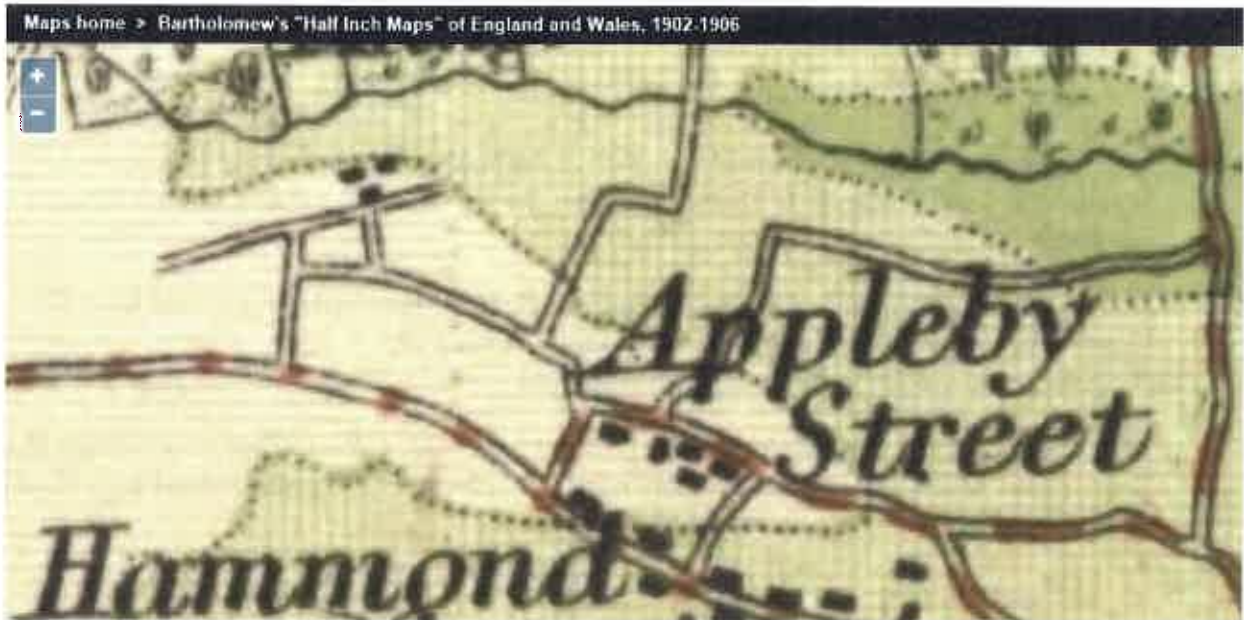 Maps home > Bartholomew's "Half Inch Maps" of England and Wales, 1902-1906
+
−
Appleby
Street
Hammond